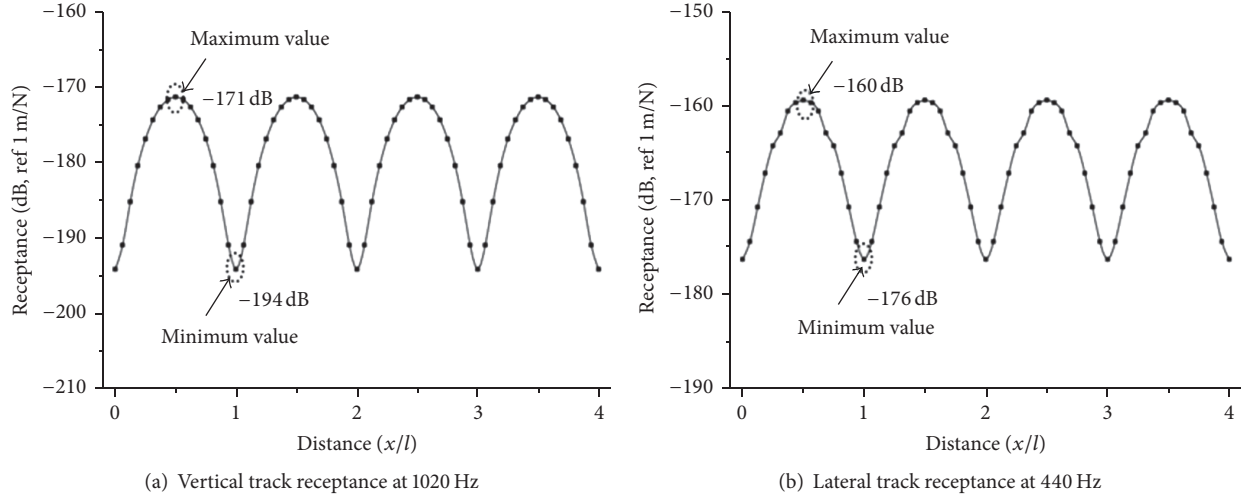 −160
−170
−180
−190
−200
−210
Receptance (dB, ref 1 m/N)
Maximum value
−171 dB
−194 dB
Minimum value
0
1
2
3
4
Distance (x/l)
(a) Vertical track receptance at 1020 Hz
−150
−160
−170
−180
−190
Receptance (dB, ref 1 m/N)
Maximum value
−160 dB
−176 dB
Minimum value
0
1
2
3
4
Distance (x/l)
(b) Lateral track receptance at 440 Hz